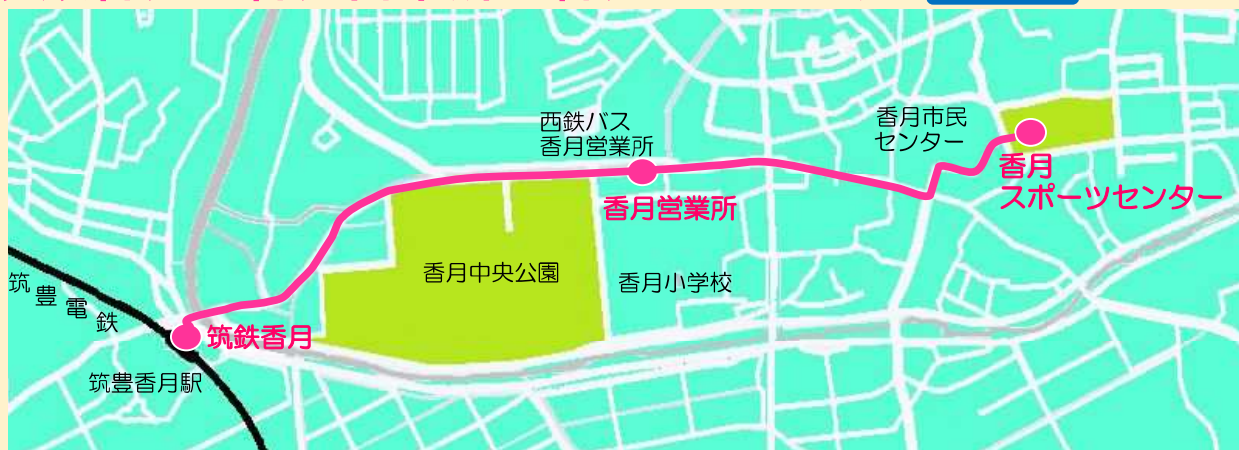 西鉄バス
香月営業所
香月営業所
香月市民
センター
香月
スポーツセンター
香月中央公園
香月小学校
筑豊電鉄
筑鉄香月
筑豊香月駅